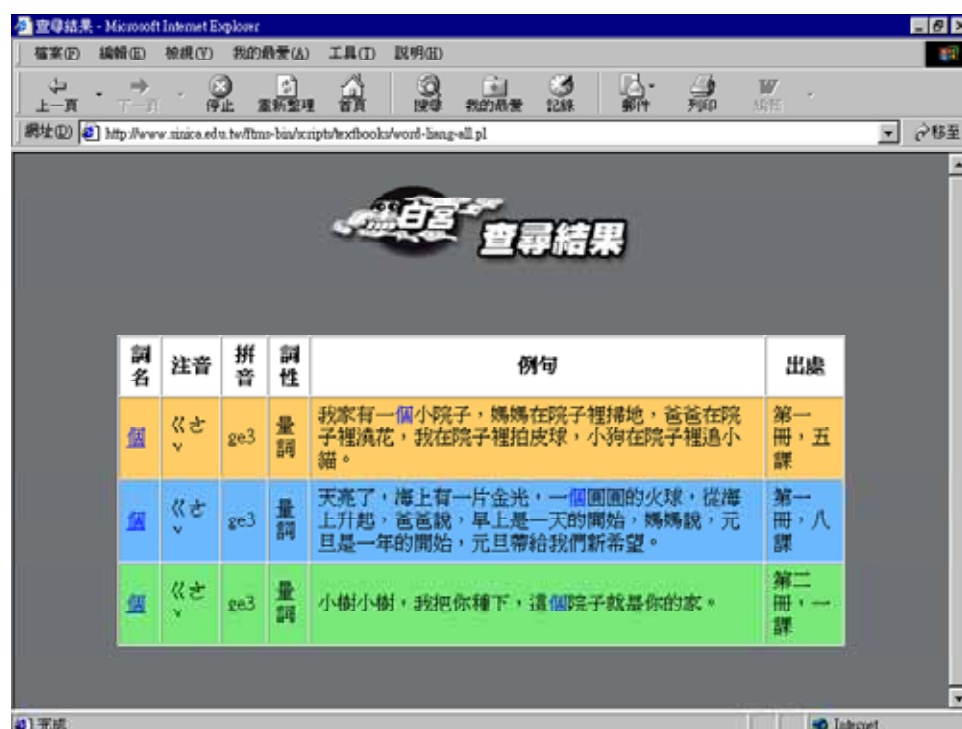 查尋結果 - Microsoft Internet Explorer
檔案(F) 編輯(E) 檢視(V) 我的最愛(A) 工具(T) 說明(H)
上一頁 下一頁 停止 重新整理 首頁 搜尋 我的最愛 記錄 郵件 列印 編輯
網址(D) http://www.sinica.edu.tw/ftms-bin/scripts/textbooks/word-liang-all.pl 移至
白宮
查尋結果
詞名 注音 拼音 詞性 例句 出處
個 ㄍㄜˇ ge3 量詞 我家有一個小院子，媽媽在院子裡掃地，爸爸在院
子裡澆花，我在院子裡拍皮球，小狗在院子裡追小
貓。 第一冊，五課
個 ㄍㄜˇ ge3 量詞 天亮了，海上有一片金光，一個圓圓的火球，從海
上升起，爸爸說，早上是一天的開始，媽媽說，元
旦是一年的開始，元旦帶給我們新希望。 第一冊，八課
個 ㄍㄜˇ ge3 量詞 小樹小樹，我把你種下，這個院子就是你的家。 第二冊，一課
完成 Internet